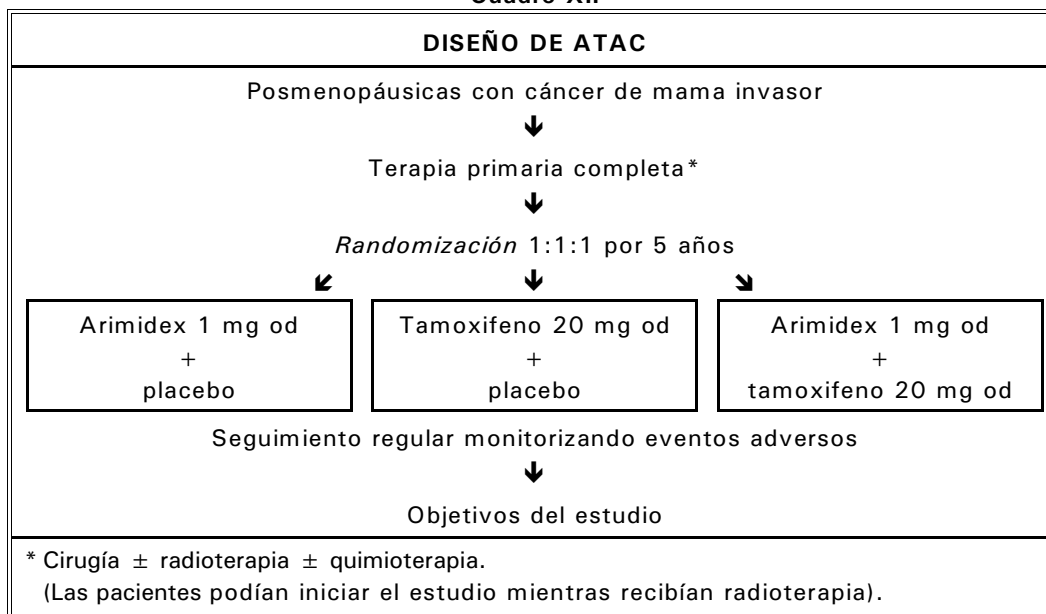 DISEÑO DE ATAC
Posmenopáusicas con cáncer de mama invasor
🡻
Terapia primaria completa*
🡻
Randomización 1:1:1 por 5 años
🡿 🡻 🡾
Arimidex 1 mg od
+
placebo
Tamoxifeno 20 mg od
+
placebo
Arimidex 1 mg od
+
tamoxifeno 20 mg od
Seguimiento regular monitorizando eventos adversos
🡻
Objetivos del estudio
* Cirugía ± radioterapia ± quimioterapia.
(Las pacientes podían iniciar el estudio mientras recibían radioterapia).